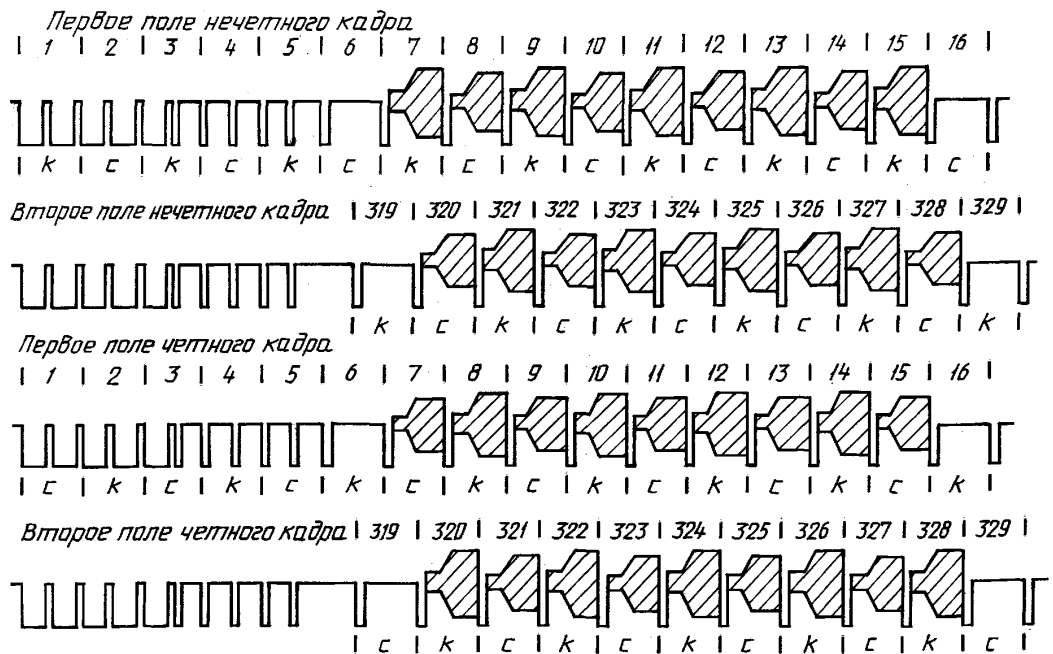 Первое поле нечетного кадра
| 1 | 2 | 3 | 4 | 5 | 6 | 7 | 8 | 9 | 10 | 11 | 12 | 13 | 14 | 15 | 16 |
| к | с | к | с | к | с | к | с | к | с | к | с | к | с | к | с |
Второе поле нечетного кадра | 319 | 320 | 321 | 322 | 323 | 324 | 325 | 326 | 327 | 328 | 329 |
| к | с | к | с | к | с | к | с | к | с | к |
Первое поле четного кадра
| 1 | 2 | 3 | 4 | 5 | 6 | 7 | 8 | 9 | 10 | 11 | 12 | 13 | 14 | 15 | 16 |
| с | к | с | к | с | к | с | к | с | к | с | к | с | к | с | к |
Второе поле четного кадра | 319 | 320 | 321 | 322 | 323 | 324 | 325 | 326 | 327 | 328 | 329 |
| с | к | с | к | с | к | с | к | с | к | с |